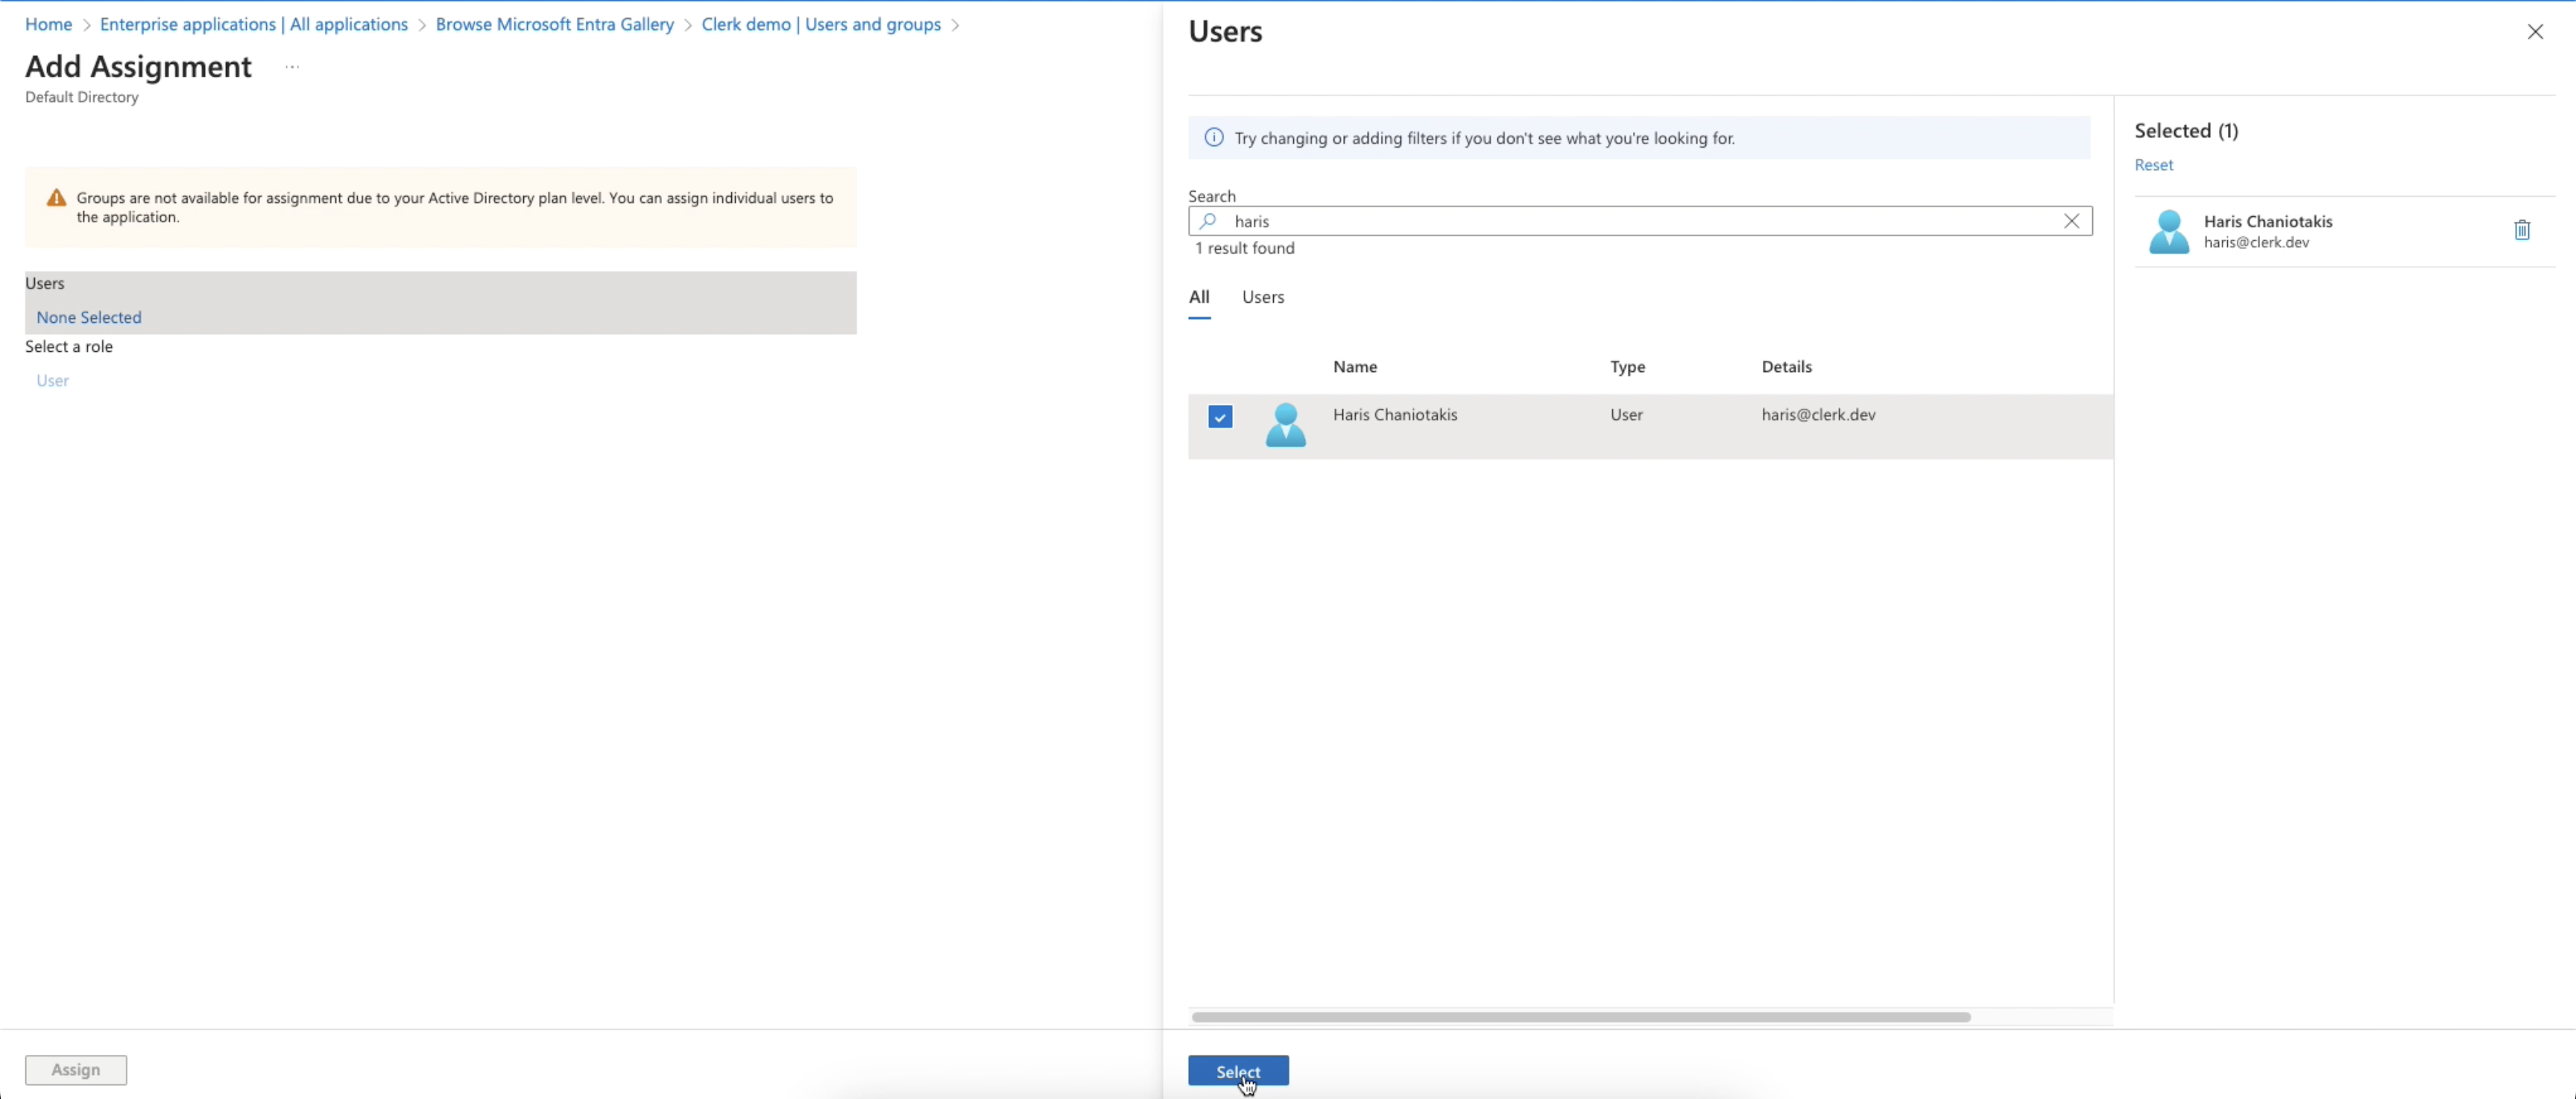 Home > Enterprise applications | All applications > Browse Microsoft Entra Gallery > Clerk demo | Users and groups >
Add Assignment ...
Default Directory
Groups are not available for assignment due to your Active Directory plan level. You can assign individual users to
the application.
Users
None Selected
Select a role
User
Assign
Users
Try changing or adding filters if you don't see what you're looking for.
Search
haris
1 result found
All Users
Name Type Details
Haris Chaniotakis User haris@clerk.dev
Select
Selected (1)
Reset
Haris Chaniotakis
haris@clerk.dev